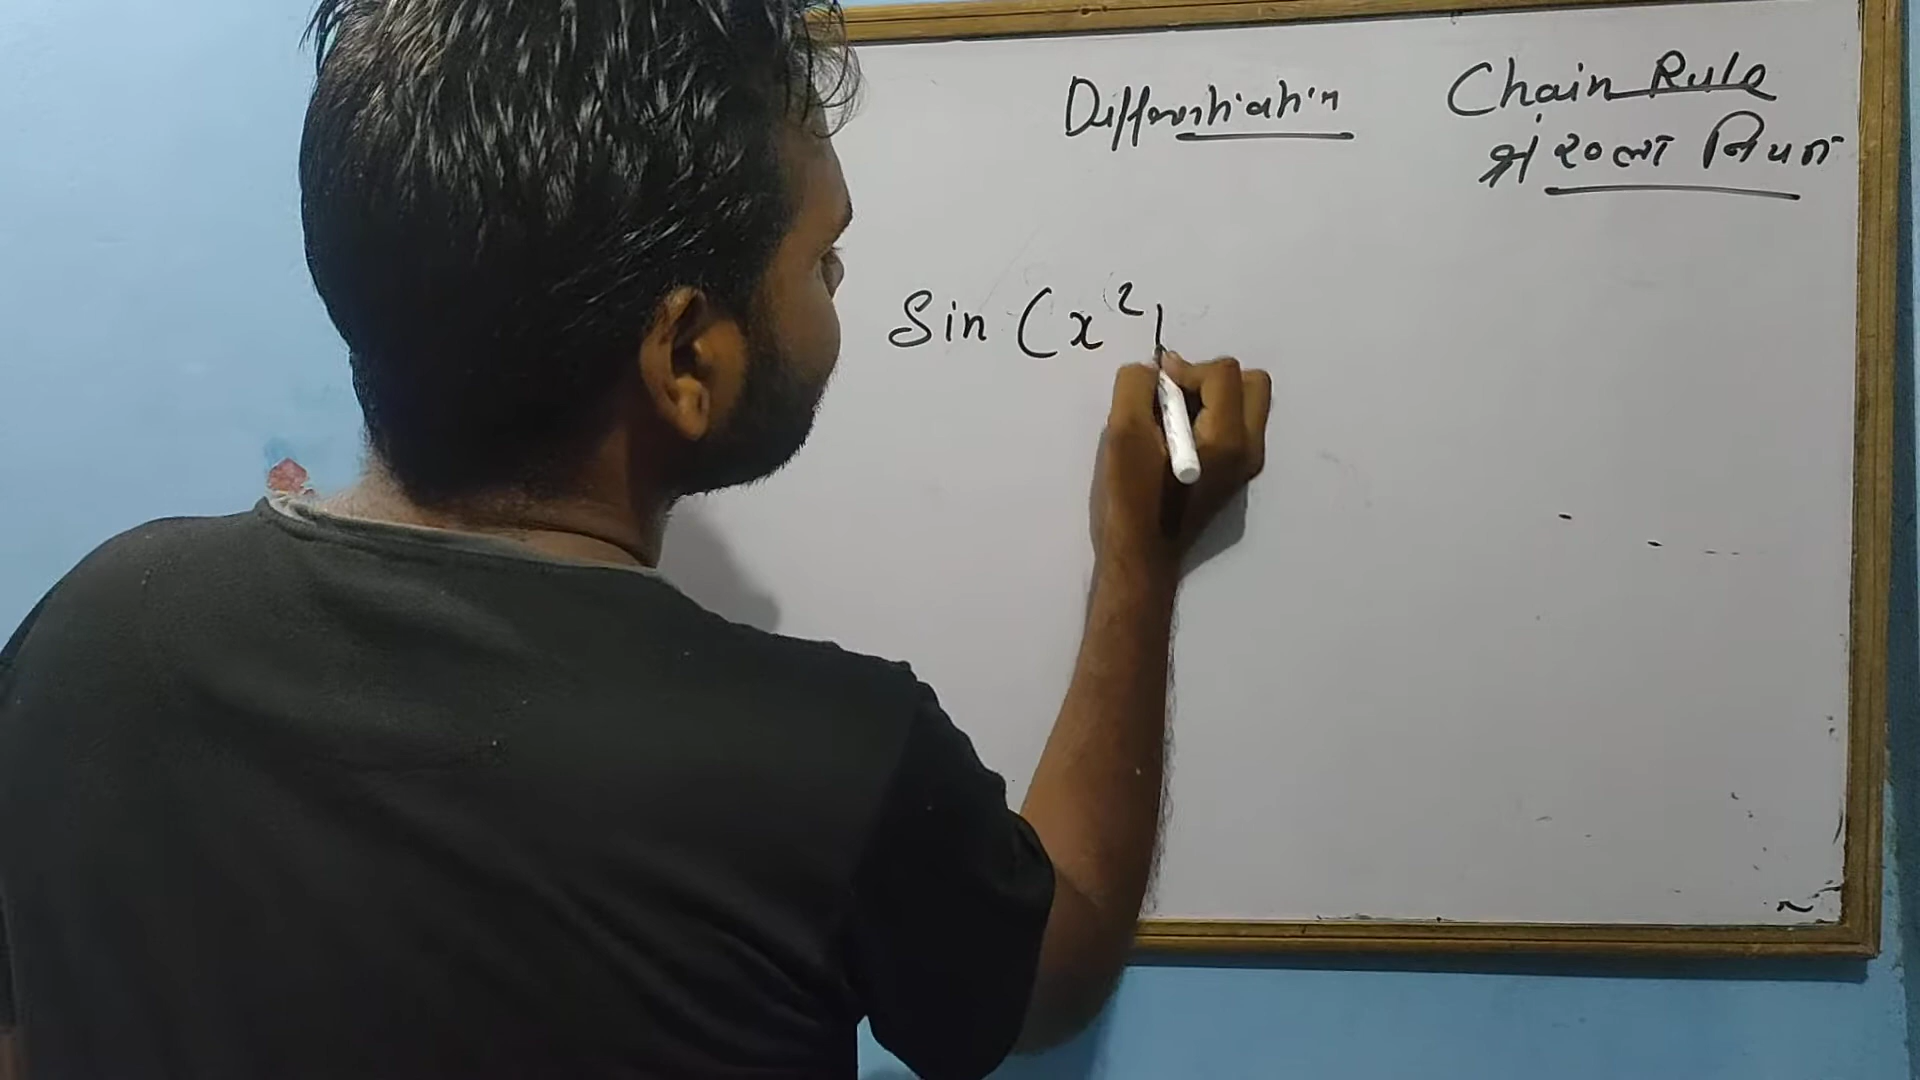 Differentiation
Chain Rule
श्रंखला नियम
Sin (x²)